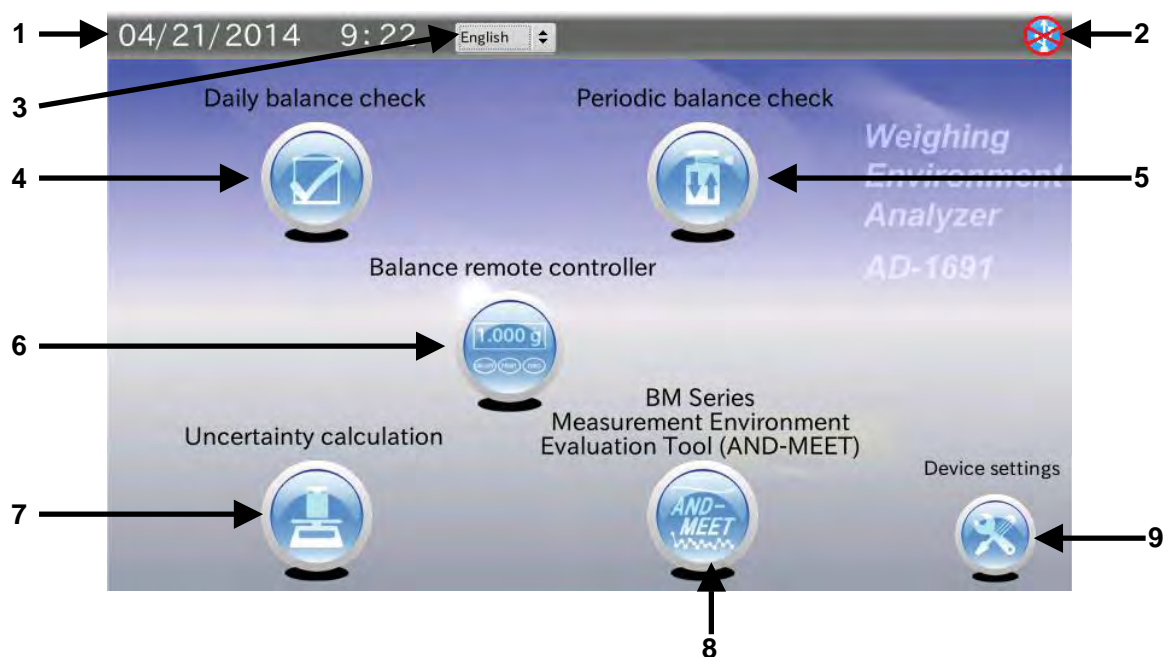 1
04/21/2014 9:22
English
2
3
Daily balance check
Periodic balance check
4
5
Weighing
Environment
Analyzer
AD-1691
Balance remote controller
6
1.000 g
BM Series
Measurement Environment
Evaluation Tool (AND-MEET)
Uncertainty calculation
Device settings
7
AND-
MEET
8
9